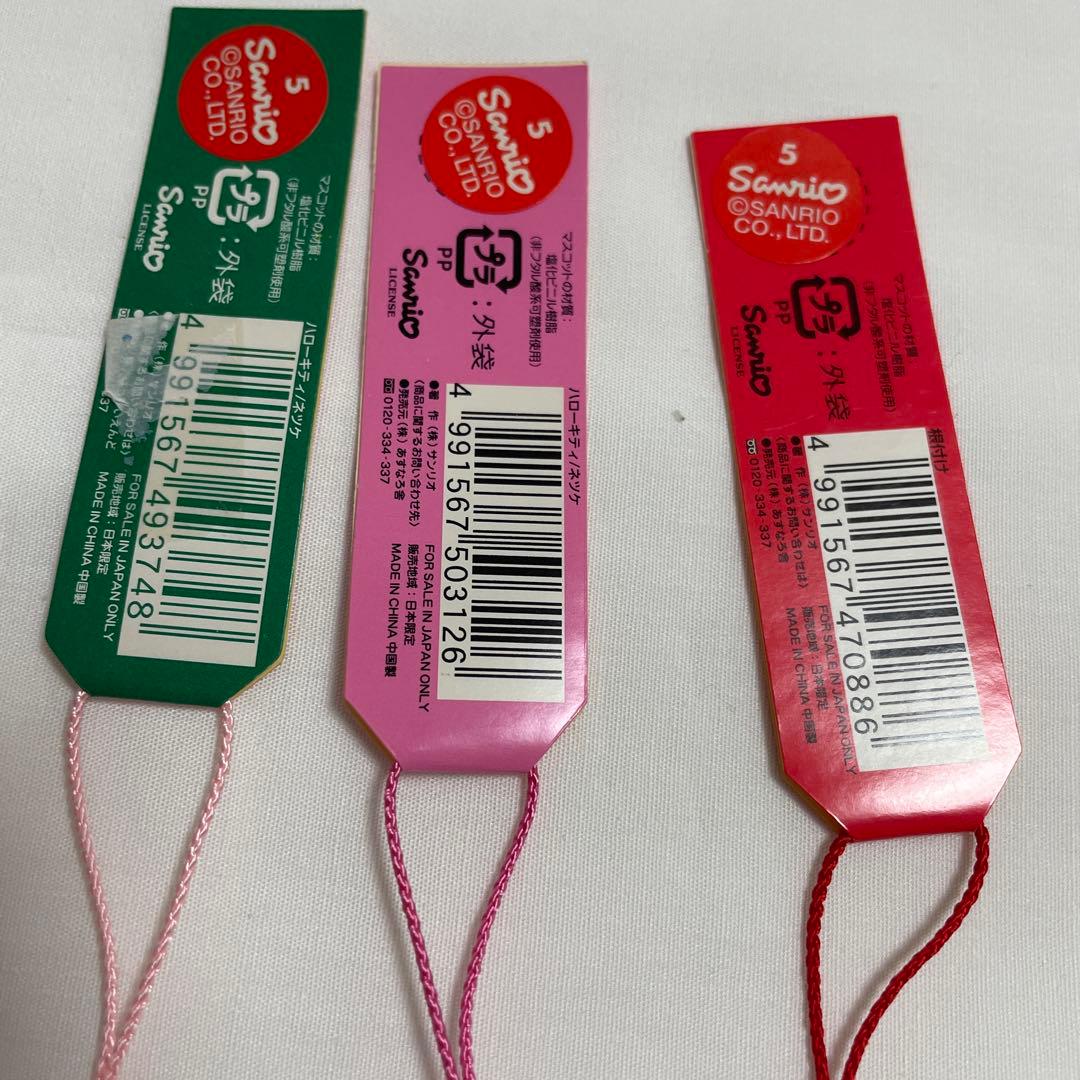 5
Sanrio
©SANRIO
CO., LTD.
マスコットの材質：
塩化ビニル樹脂
(非フタル酸系可塑剤使用)
プラ
PP
：外袋
Sanrio
LICENSE
ハローキティ/ネツケ
4 991567 493748
FOR SALE IN JAPAN ONLY
販売地域：日本限定
MADE IN CHINA 中国製
5
Sanrio
©SANRIO
CO., LTD.
マスコットの材質：
塩化ビニル樹脂
(非フタル酸系可塑剤使用)
プラ
PP
：外袋
Sanrio
LICENSE
ハローキティ/ネツケ
4 991567 503126
●著 作 (株) サンリオ
(商品に関するお問い合わせ先)
●発売元 (株) あすなろ舎
0120-334-337
FOR SALE IN JAPAN ONLY
販売地域：日本限定
MADE IN CHINA 中国製
5
Sanrio
©SANRIO
CO., LTD.
マスコットの材質
塩化ビニル樹脂
(非フタル酸系可塑剤使用)
プラ
PP
：外袋
Sanrio
LICENSE
根付け
4 991567 470886
●著 作 (株) サンリオ
(商品に関するお問い合わせは)
●発売元 (株) あすなろ舎
0120-334-337
FOR SALE IN JAPAN ONLY
販売地域：日本限定
MADE IN CHINA 中国製